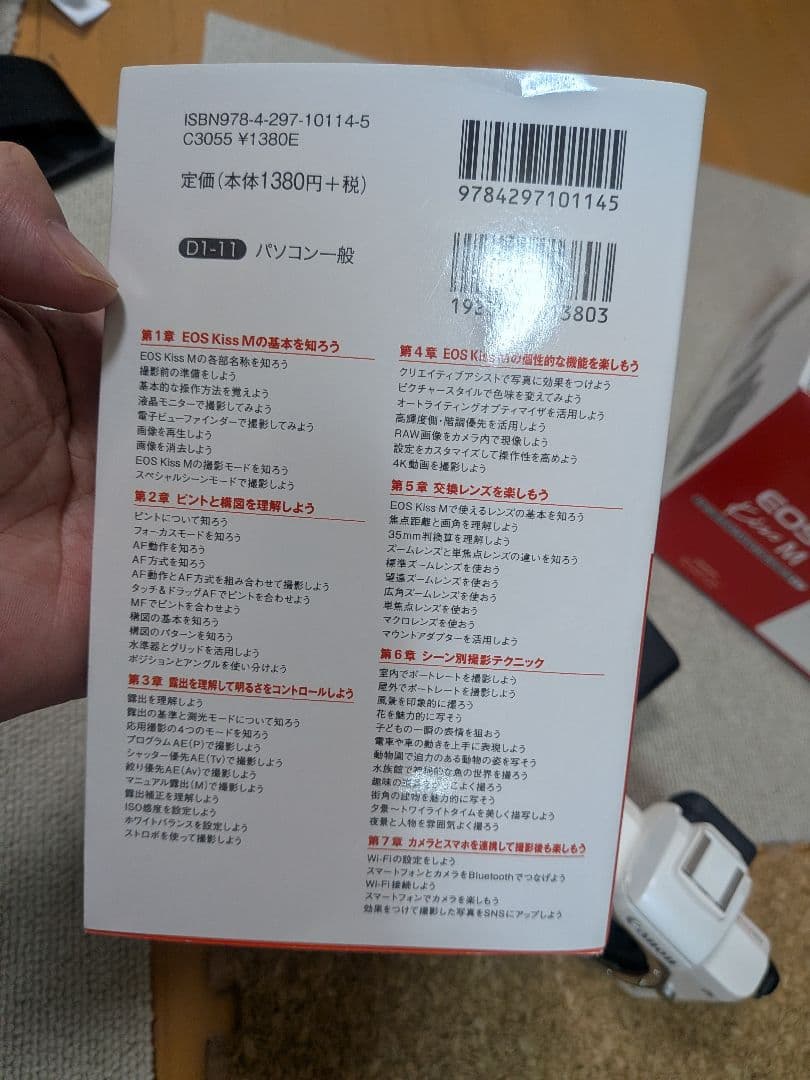 ISBN978-4-297-10114-5
C3055 ¥1380E
定価(本体1380円+税)
9784297101145
D1-11 パソコン一般
193 3803
第1章 EOS Kiss Mの基本を知ろう
EOS Kiss Mの各部名称を知ろう
撮影前の準備をしよう
基本的な操作方法を覚えよう
液晶モニターで撮影してみよう
電子ビューファインダーで撮影してみよう
画像を再生しよう
画像を消去しよう
EOS Kiss Mの撮影モードを知ろう
スペシャルシーンモードで撮影しよう
第2章 ピントと構図を理解しよう
ピントについて知ろう
フォーカスモードを知ろう
AF動作を知ろう
AF方式を知ろう
AF動作とAF方式を組み合わせて撮影しよう
タッチ&ドラッグAFでピントを合わせよう
MFでピントを合わせよう
構図の基本を知ろう
構図のパターンを知ろう
水準器とグリッドを活用しよう
ポジションとアングルを使い分けよう
第3章 露出を理解して明るさをコントロールしよう
露出を理解しよう
露出の基準と測光モードについて知ろう
応用撮影の4つのモードを知ろう
プログラムAE(P)で撮影しよう
シャッター優先AE(Tv)で撮影しよう
絞り優先AE(Av)で撮影しよう
マニュアル露出(M)で撮影しよう
露出補正を理解しよう
ISO感度を設定しよう
ホワイトバランスを設定しよう
ストロボを使って撮影しよう
第4章 EOS Kiss Mの個性的な機能を楽しもう
クリエイティブアシストで写真に効果をつけよう
ピクチャースタイルで色味を変えてみよう
オートライティングオプティマイザを活用しよう
高輝度側・階調優先を活用しよう
RAW画像をカメラ内で現像しよう
設定をカスタマイズして操作性を高めよう
4K動画を撮影しよう
第5章 交換レンズを楽しもう
EOS Kiss Mで使えるレンズの基本を知ろう
焦点距離と画角を理解しよう
35mm判換算を理解しよう
ズームレンズと単焦点レンズの違いを知ろう
標準ズームレンズを使おう
望遠ズームレンズを使おう
広角ズームレンズを使おう
単焦点レンズを使おう
マクロレンズを使おう
マウントアダプターを活用しよう
第6章 シーン別撮影テクニック
室内でポートレートを撮影しよう
屋外でポートレートを撮影しよう
風景を印象的に撮ろう
花を魅力的に写そう
子どもの一瞬の表情を狙おう
電車や車の動きを上手に表現しよう
動物園で迫力のある動物の姿を写そう
水族館で神秘的な魚の世界を撮ろう
趣味の こよく撮ろう
街角の建物を魅力的に写そう
夕景～トワイライトタイムを美しく描写しよう
夜景と人物を雰囲気よく撮ろう
第7章 カメラとスマホを連携して撮影後も楽しもう
Wi-Fiの設定をしよう
スマートフォンとカメラをBluetoothでつなげよう
Wi-Fi接続しよう
スマートフォンでカメラを楽しもう
効果をつけて撮影した写真をSNSにアップしよう
EOS
Kiss M
Canon